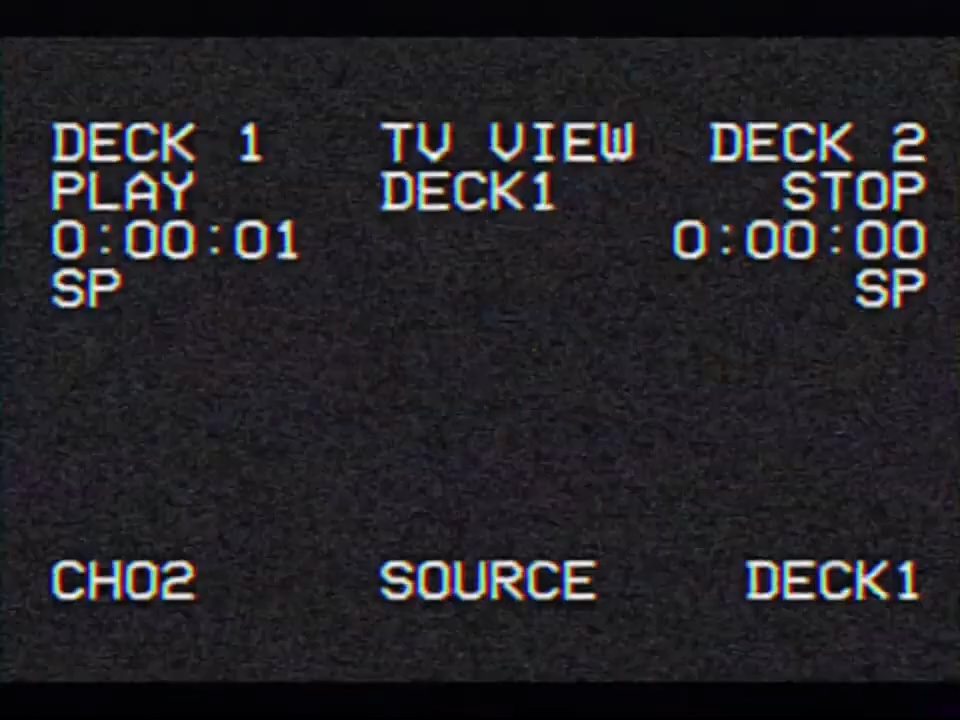 DECK 1 TV VIEW DECK 2
PLAY DECK1 STOP
0:00:01 0:00:00
SP SP
CH02 SOURCE DECK1